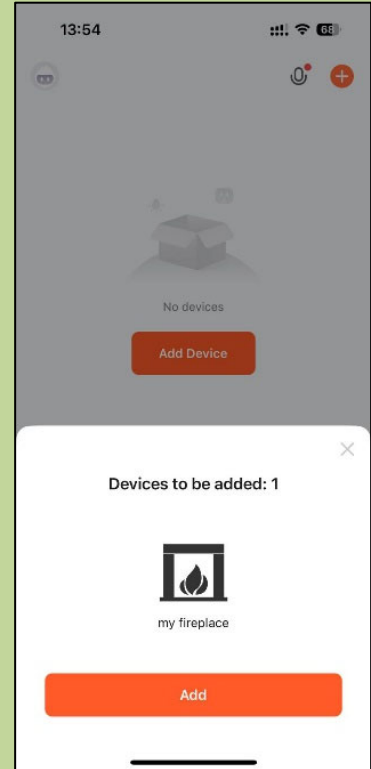 13:54
68
No devices
Add Device
Devices to be added: 1
my fireplace
Add